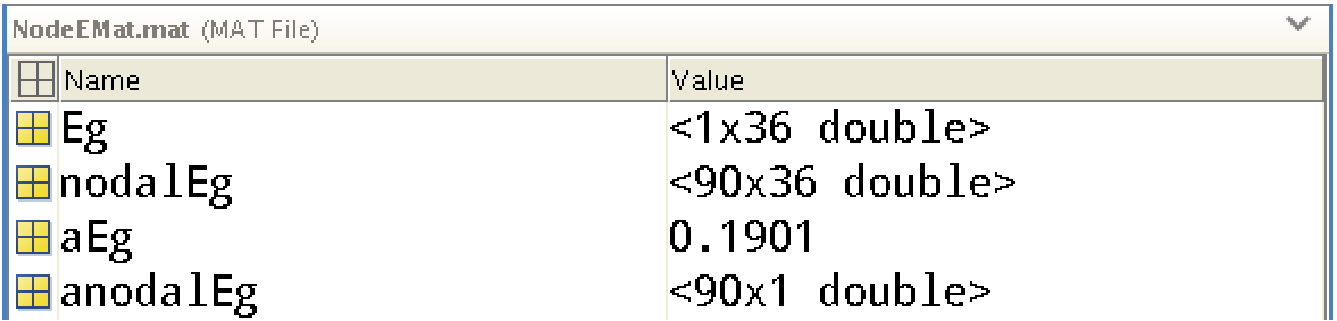 NodeEMat.mat (MAT File)
Name Value
Eg <1x36 double>
nodalEg <90x36 double>
aEg 0.1901
anodalEg <90x1 double>